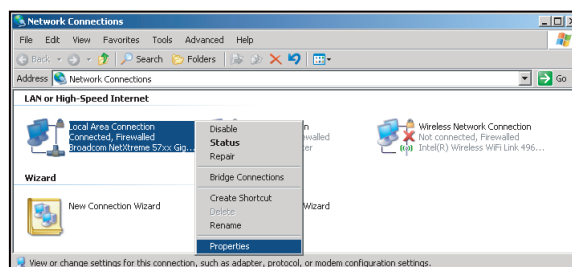 Network Connections
File Edit View Favorites Tools Advanced Help
Back Search Folders
Address Network Connections Go
LAN or High-Speed Internet
Local Area Connection
Connected, Firewalled
Broadcom NetXtreme 57xx Gig...
Wireless Network Connection
Not connected, Firewalled
Intel(R) Wireless WiFi Link 496...
Disable
Status
Repair
Bridge Connections
Create Shortcut
Delete
Rename
Properties
Wizard
New Connection Wizard
Wizard
View or change settings for this connection, such as adapter, protocol, or modem configuration settings.